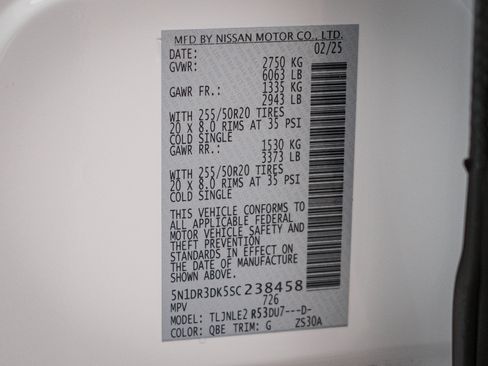 MFD BY NISSAN MOTOR CO., LTD.
DATE: 02/25
GVWR: 2750 KG
6063 LB
GAWR FR.: 1335 KG
2943 LB
WITH 255/50R20 TIRES
20 X 8.0 RIMS AT 35 PSI
COLD SINGLE
GAWR RR.: 1530 KG
3373 LB
WITH 255/50R20 TIRES
20 X 8.0 RIMS AT 35 PSI
COLD SINGLE
THIS VEHICLE CONFORMS TO
ALL APPLICABLE FEDERAL
MOTOR VEHICLE SAFETY AND
THEFT PREVENTION
STANDARDS IN EFFECT ON
THE DATE OF MANUFACTURE
SHOWN ABOVE.
5N1DR3DK5SC238458
MPV 726
MODEL: TLJNLE2 R53DU7---D-
COLOR: QBE TRIM: G ZS30A